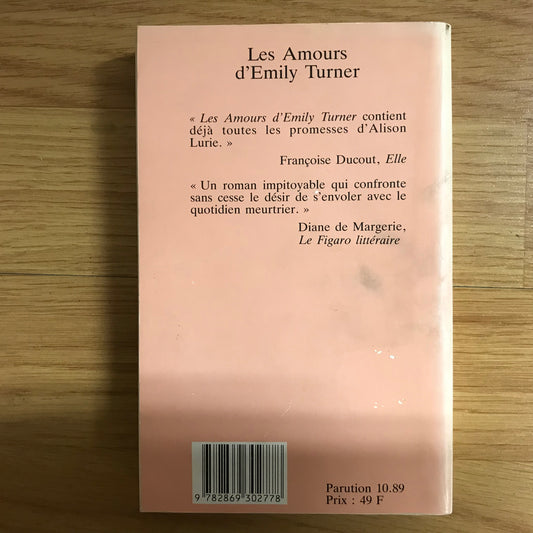 Les Amours
d'Emily Turner
« Les Amours d'Emily Turner contient
déjà toutes les promesses d'Alison
Lurie. »
Françoise Ducout, Elle
« Un roman impitoyable qui confronte
sans cesse le désir de s'envoler avec le
quotidien meurtrier. »
Diane de Margerie,
Le Figaro littéraire
9 782869 302778
Parution 10.89
Prix : 49 F